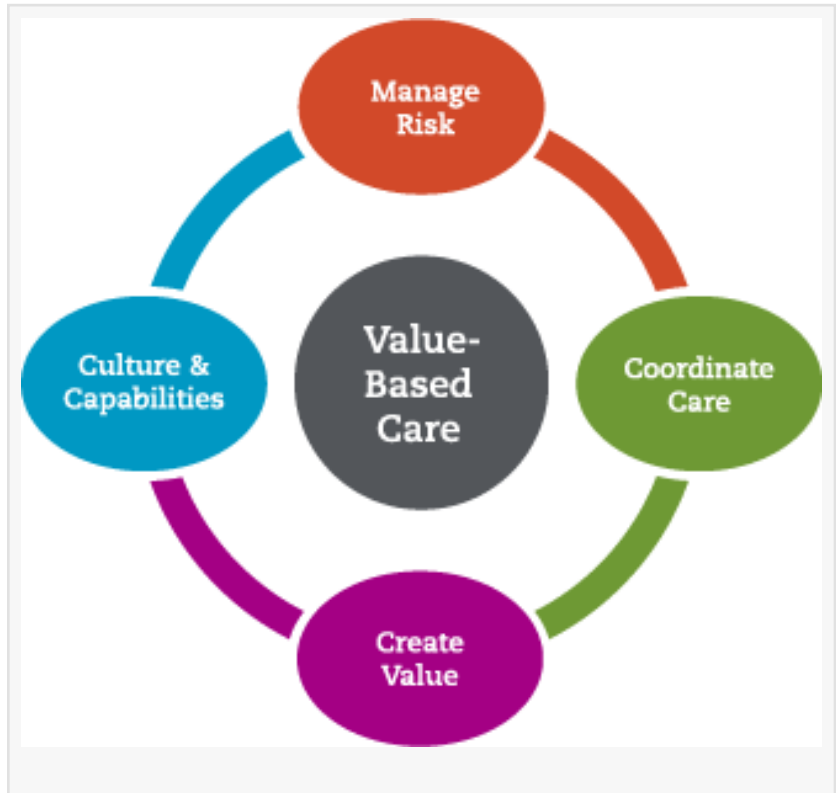 Manage
Risk
Culture &
Capabilities
Value-
Based
Care
Coordinate
Care
Create
Value